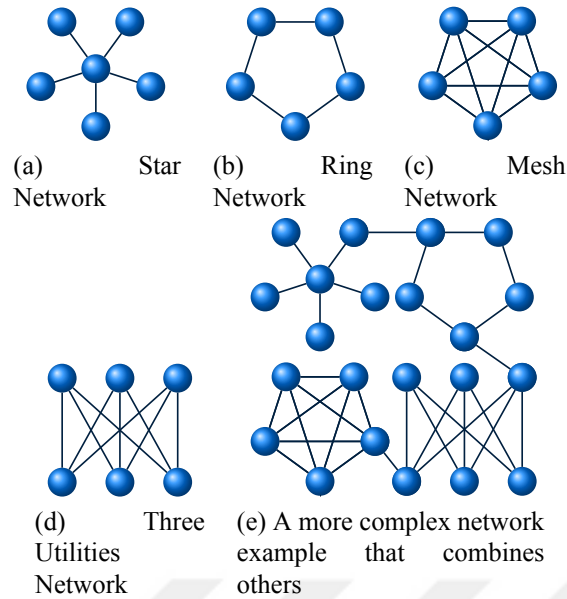 (a) Star
Network
(b) Ring
Network
(c) Mesh
Network
(d) Three
Utilities
Network
(e) A more complex network
example that combines
others